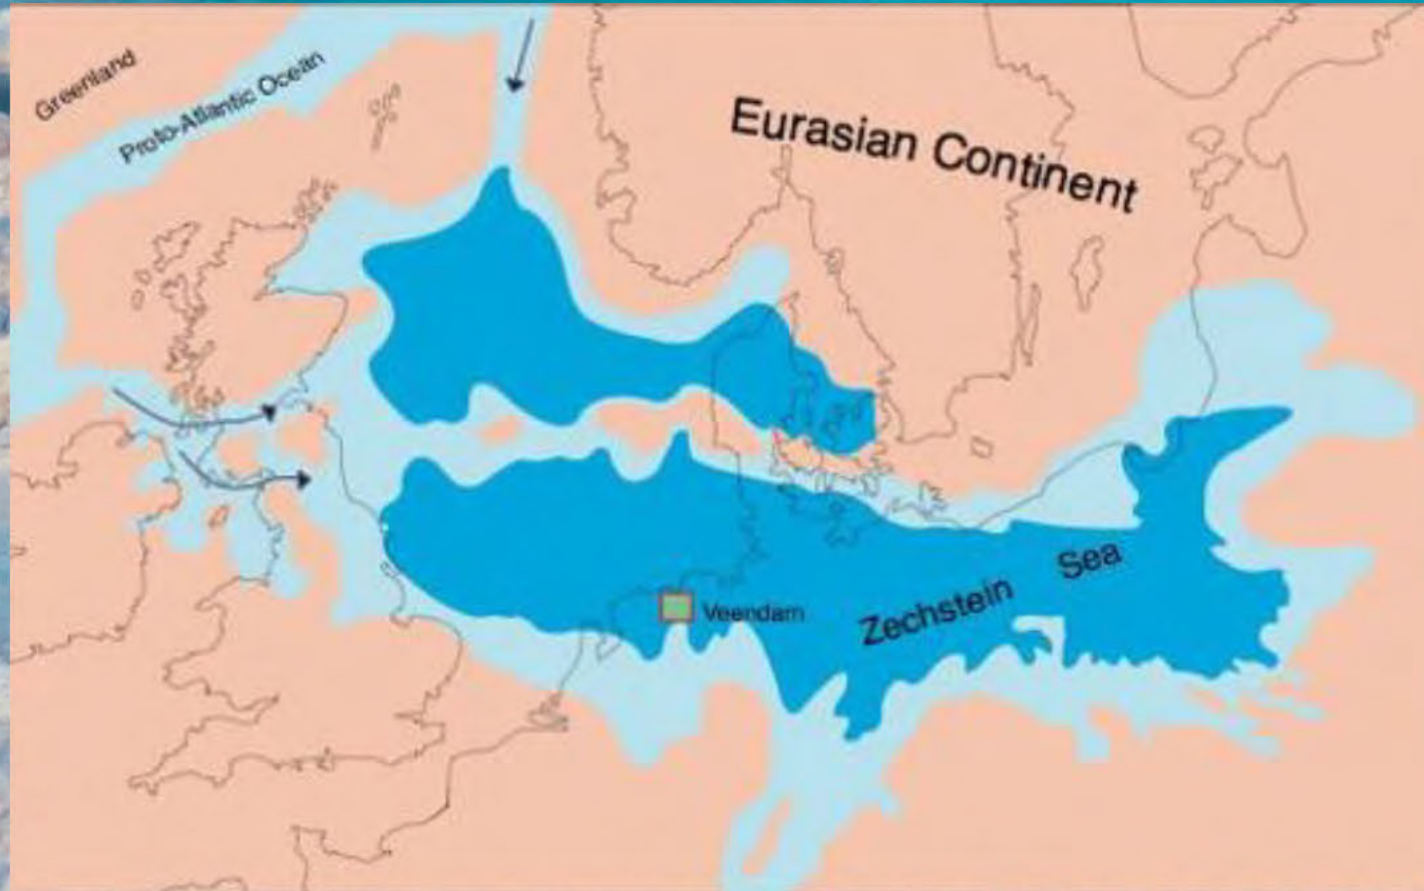 Greenland
Proto-Atlantic Ocean
Eurasian Continent
Zechstein Sea
Veendam